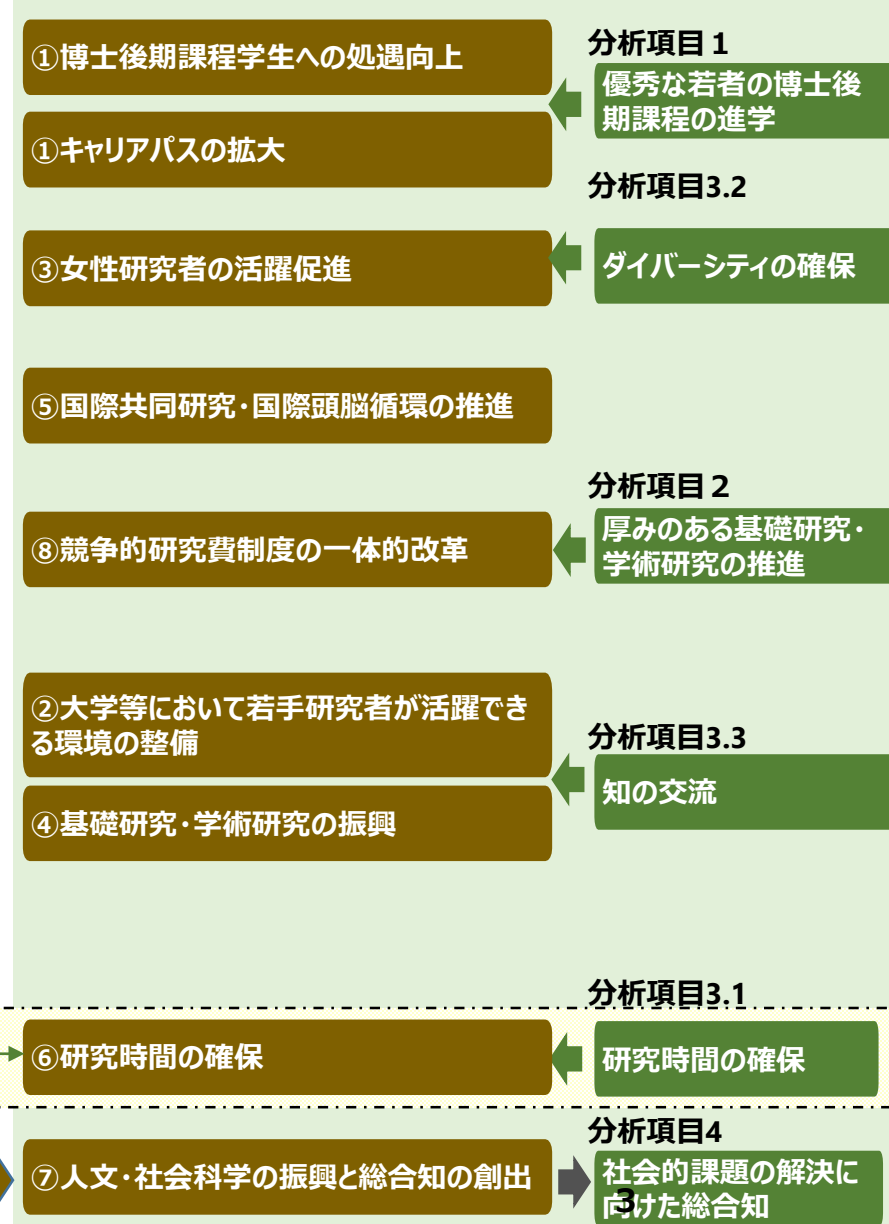 ①博士後期課程学生への処遇向上
分析項目１
優秀な若者の博士後
期課程の進学
①キャリアパスの拡大
分析項目3.2
③女性研究者の活躍促進
ダイバーシティの確保
⑤国際共同研究・国際頭脳循環の推進
分析項目２
⑧競争的研究費制度の一体的改革
厚みのある基礎研究・
学術研究の推進
②大学等において若手研究者が活躍でき
る環境の整備
分析項目3.3
知の交流
④基礎研究・学術研究の振興
分析項目3.1
⑥研究時間の確保
研究時間の確保
分析項目4
⑦人文・社会科学の振興と総合知の創出
社会的課題の解決に
向けた総合知
3